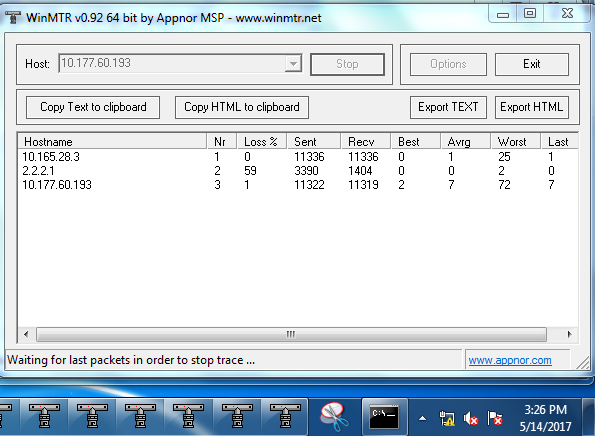 WinMTR v0.92 64 bit by Appnor MSP - www.winmtr.net
Host: 10.177.60.193 Stop Options Exit
Copy Text to clipboard Copy HTML to clipboard Export TEXT Export HTML
Hostname Nr Loss % Sent Recv Best Avrg Worst Last
10.165.28.3 1 0 11336 11336 0 1 25 1
2.2.2.1 2 59 3390 1404 0 0 2 0
10.177.60.193 3 1 11322 11319 2 7 72 7
Waiting for last packets in order to stop trace ... www.appnor.com
C:\_
3:26 PM
5/14/2017